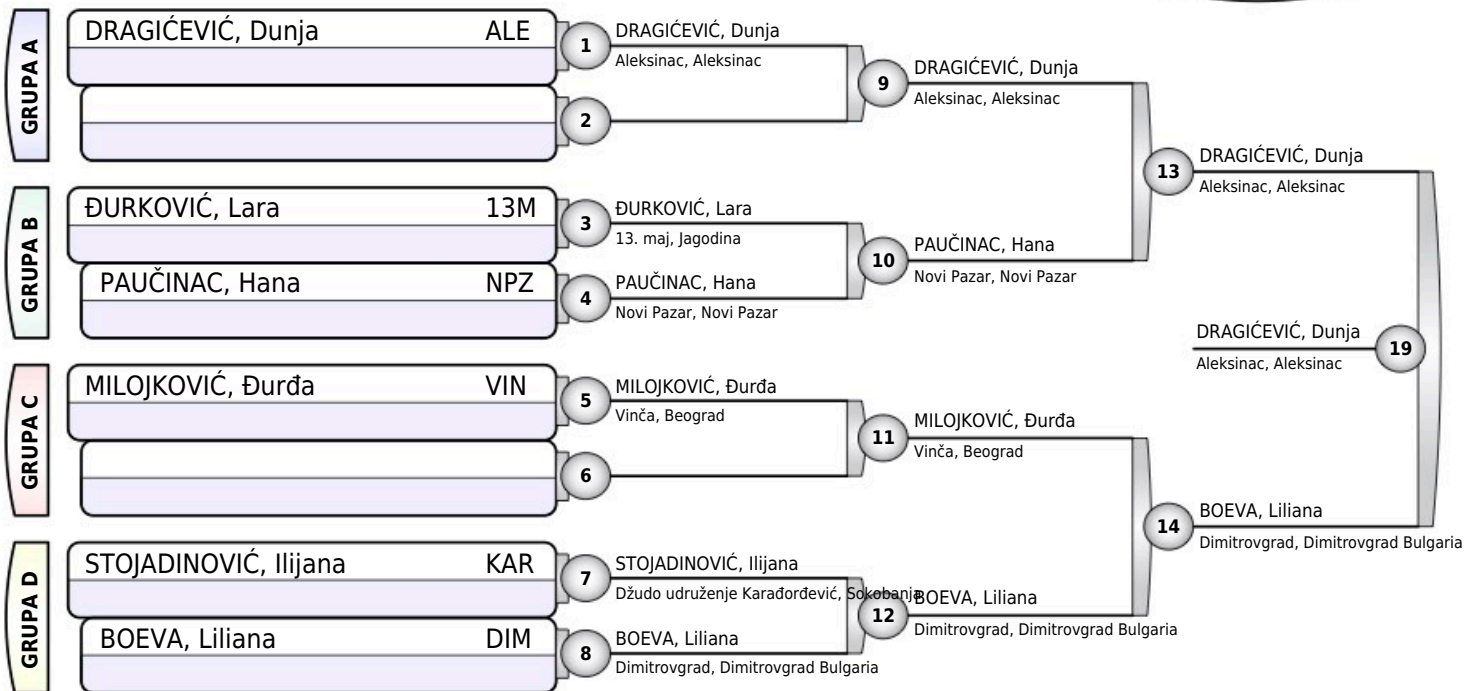 GRUPA A
DRAGIĆEVIĆ, Dunja ALE
1
DRAGIĆEVIĆ, Dunja
Aleksinac, Aleksinac
2
9
DRAGIĆEVIĆ, Dunja
Aleksinac, Aleksinac
13
DRAGIĆEVIĆ, Dunja
Aleksinac, Aleksinac
GRUPA B
ĐURKOVIĆ, Lara 13M
3
ĐURKOVIĆ, Lara
13. maj, Jagodina
PAUČINAC, Hana NPZ
4
PAUČINAC, Hana
Novi Pazar, Novi Pazar
10
PAUČINAC, Hana
Novi Pazar, Novi Pazar
DRAGIĆEVIĆ, Dunja
Aleksinac, Aleksinac
19
GRUPA C
MILOJKOVIĆ, Đurđa VIN
5
MILOJKOVIĆ, Đurđa
Vinča, Beograd
6
11
MILOJKOVIĆ, Đurđa
Vinča, Beograd
14
BOEVA, Liliana
Dimitrovgrad, Dimitrovgrad Bulgaria
GRUPA D
STOJADINOVIĆ, Ilijana KAR
7
STOJADINOVIĆ, Ilijana
Džudo udruženje Karađorđević, Sokobanja
BOEVA, Liliana DIM
8
BOEVA, Liliana
Dimitrovgrad, Dimitrovgrad Bulgaria
12
BOEVA, Liliana
Dimitrovgrad, Dimitrovgrad Bulgaria